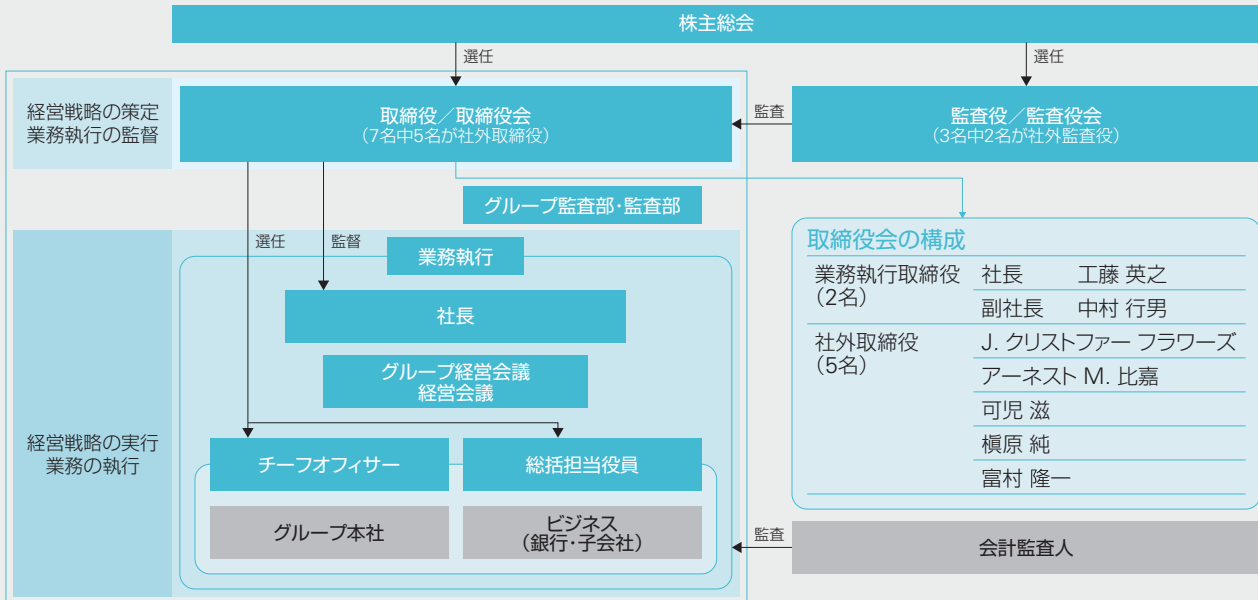 株主総会
選任
選任
経営戦略の策定
業務執行の監督
取締役／取締役会
(7名中5名が社外取締役)
監査
監査役／監査役会
(3名中2名が社外監査役)
グループ監査部・監査部
選任
監督
業務執行
社長
グループ経営会議
経営会議
経営戦略の実行
業務の執行
チーフオフィサー
総括担当役員
グループ本社
ビジネス
(銀行・子会社)
取締役会の構成
業務執行取締役 社長 工藤 英之
(2名) 副社長 中村 行男
社外取締役 J. クリストファー フラワーズ
(5名) アーネスト M. 比嘉
可児 滋
槇原 純
富村 隆一
監査
会計監査人